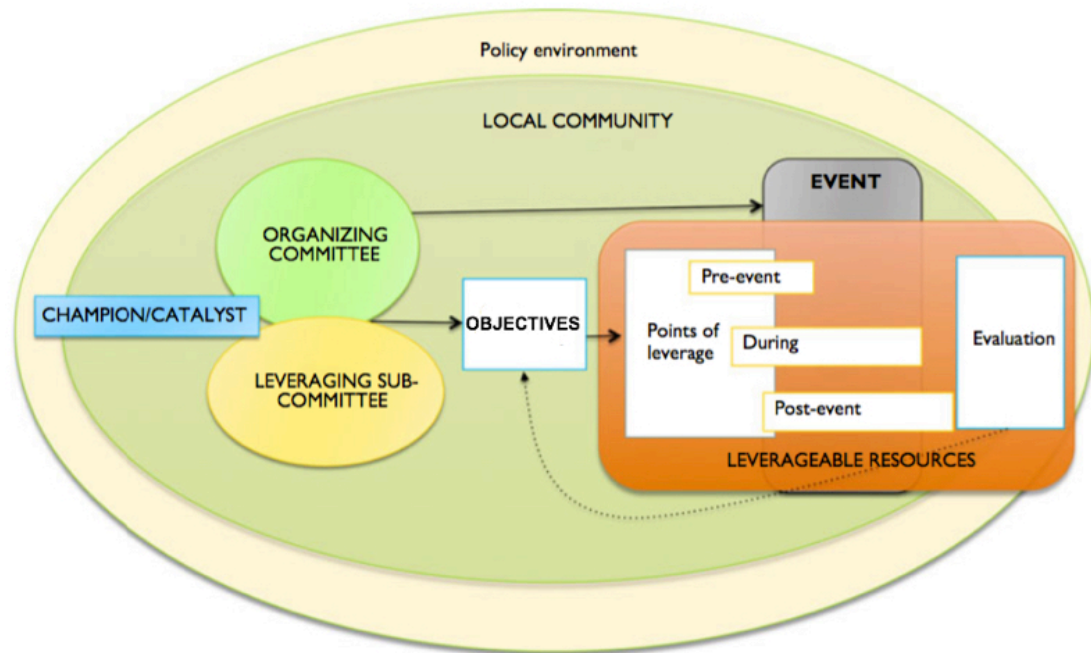 Policy environment
LOCAL COMMUNITY
EVENT
ORGANIZING
COMMITTEE
Pre-event
CHAMPION/CATALYST
OBJECTIVES
Points of
leverage
During
Evaluation
LEVERAGING SUB-
COMMITTEE
Post-event
LEVERAGEABLE RESOURCES